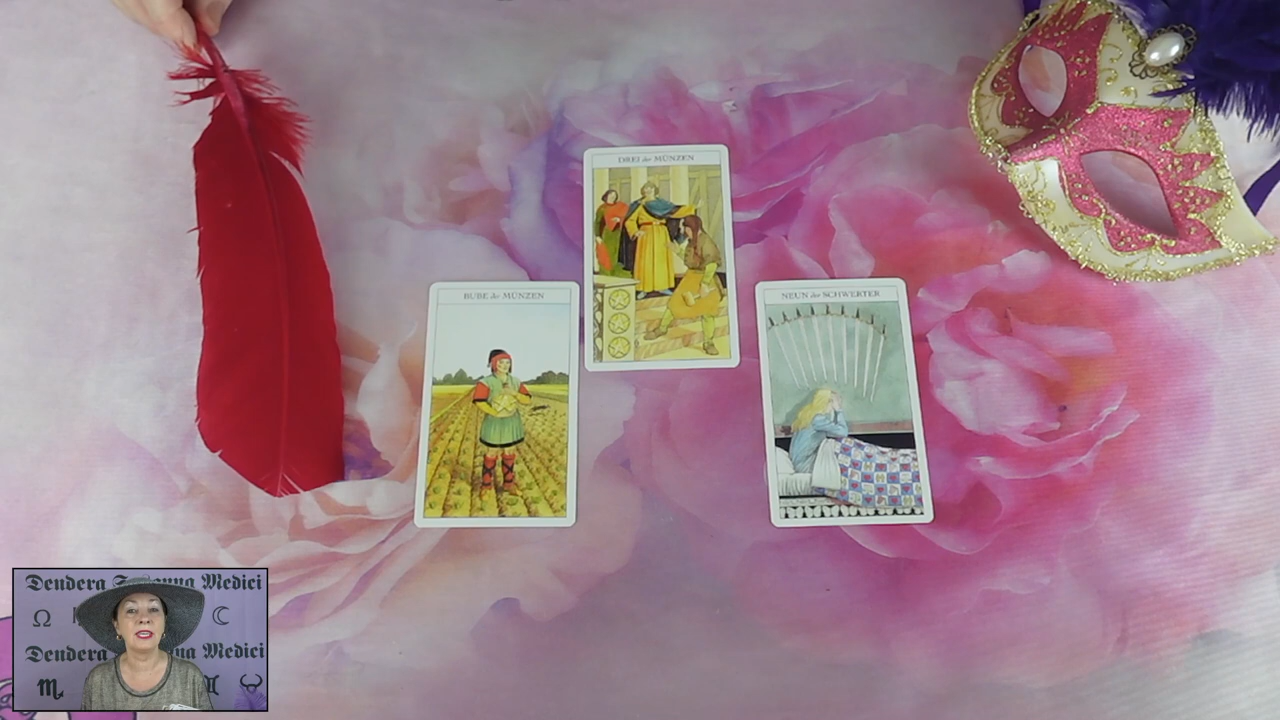 DREI der MÜNZEN
BUBE der MÜNZEN
NEUN der SCHWERTER
Dendera Medici
Dendera Medici